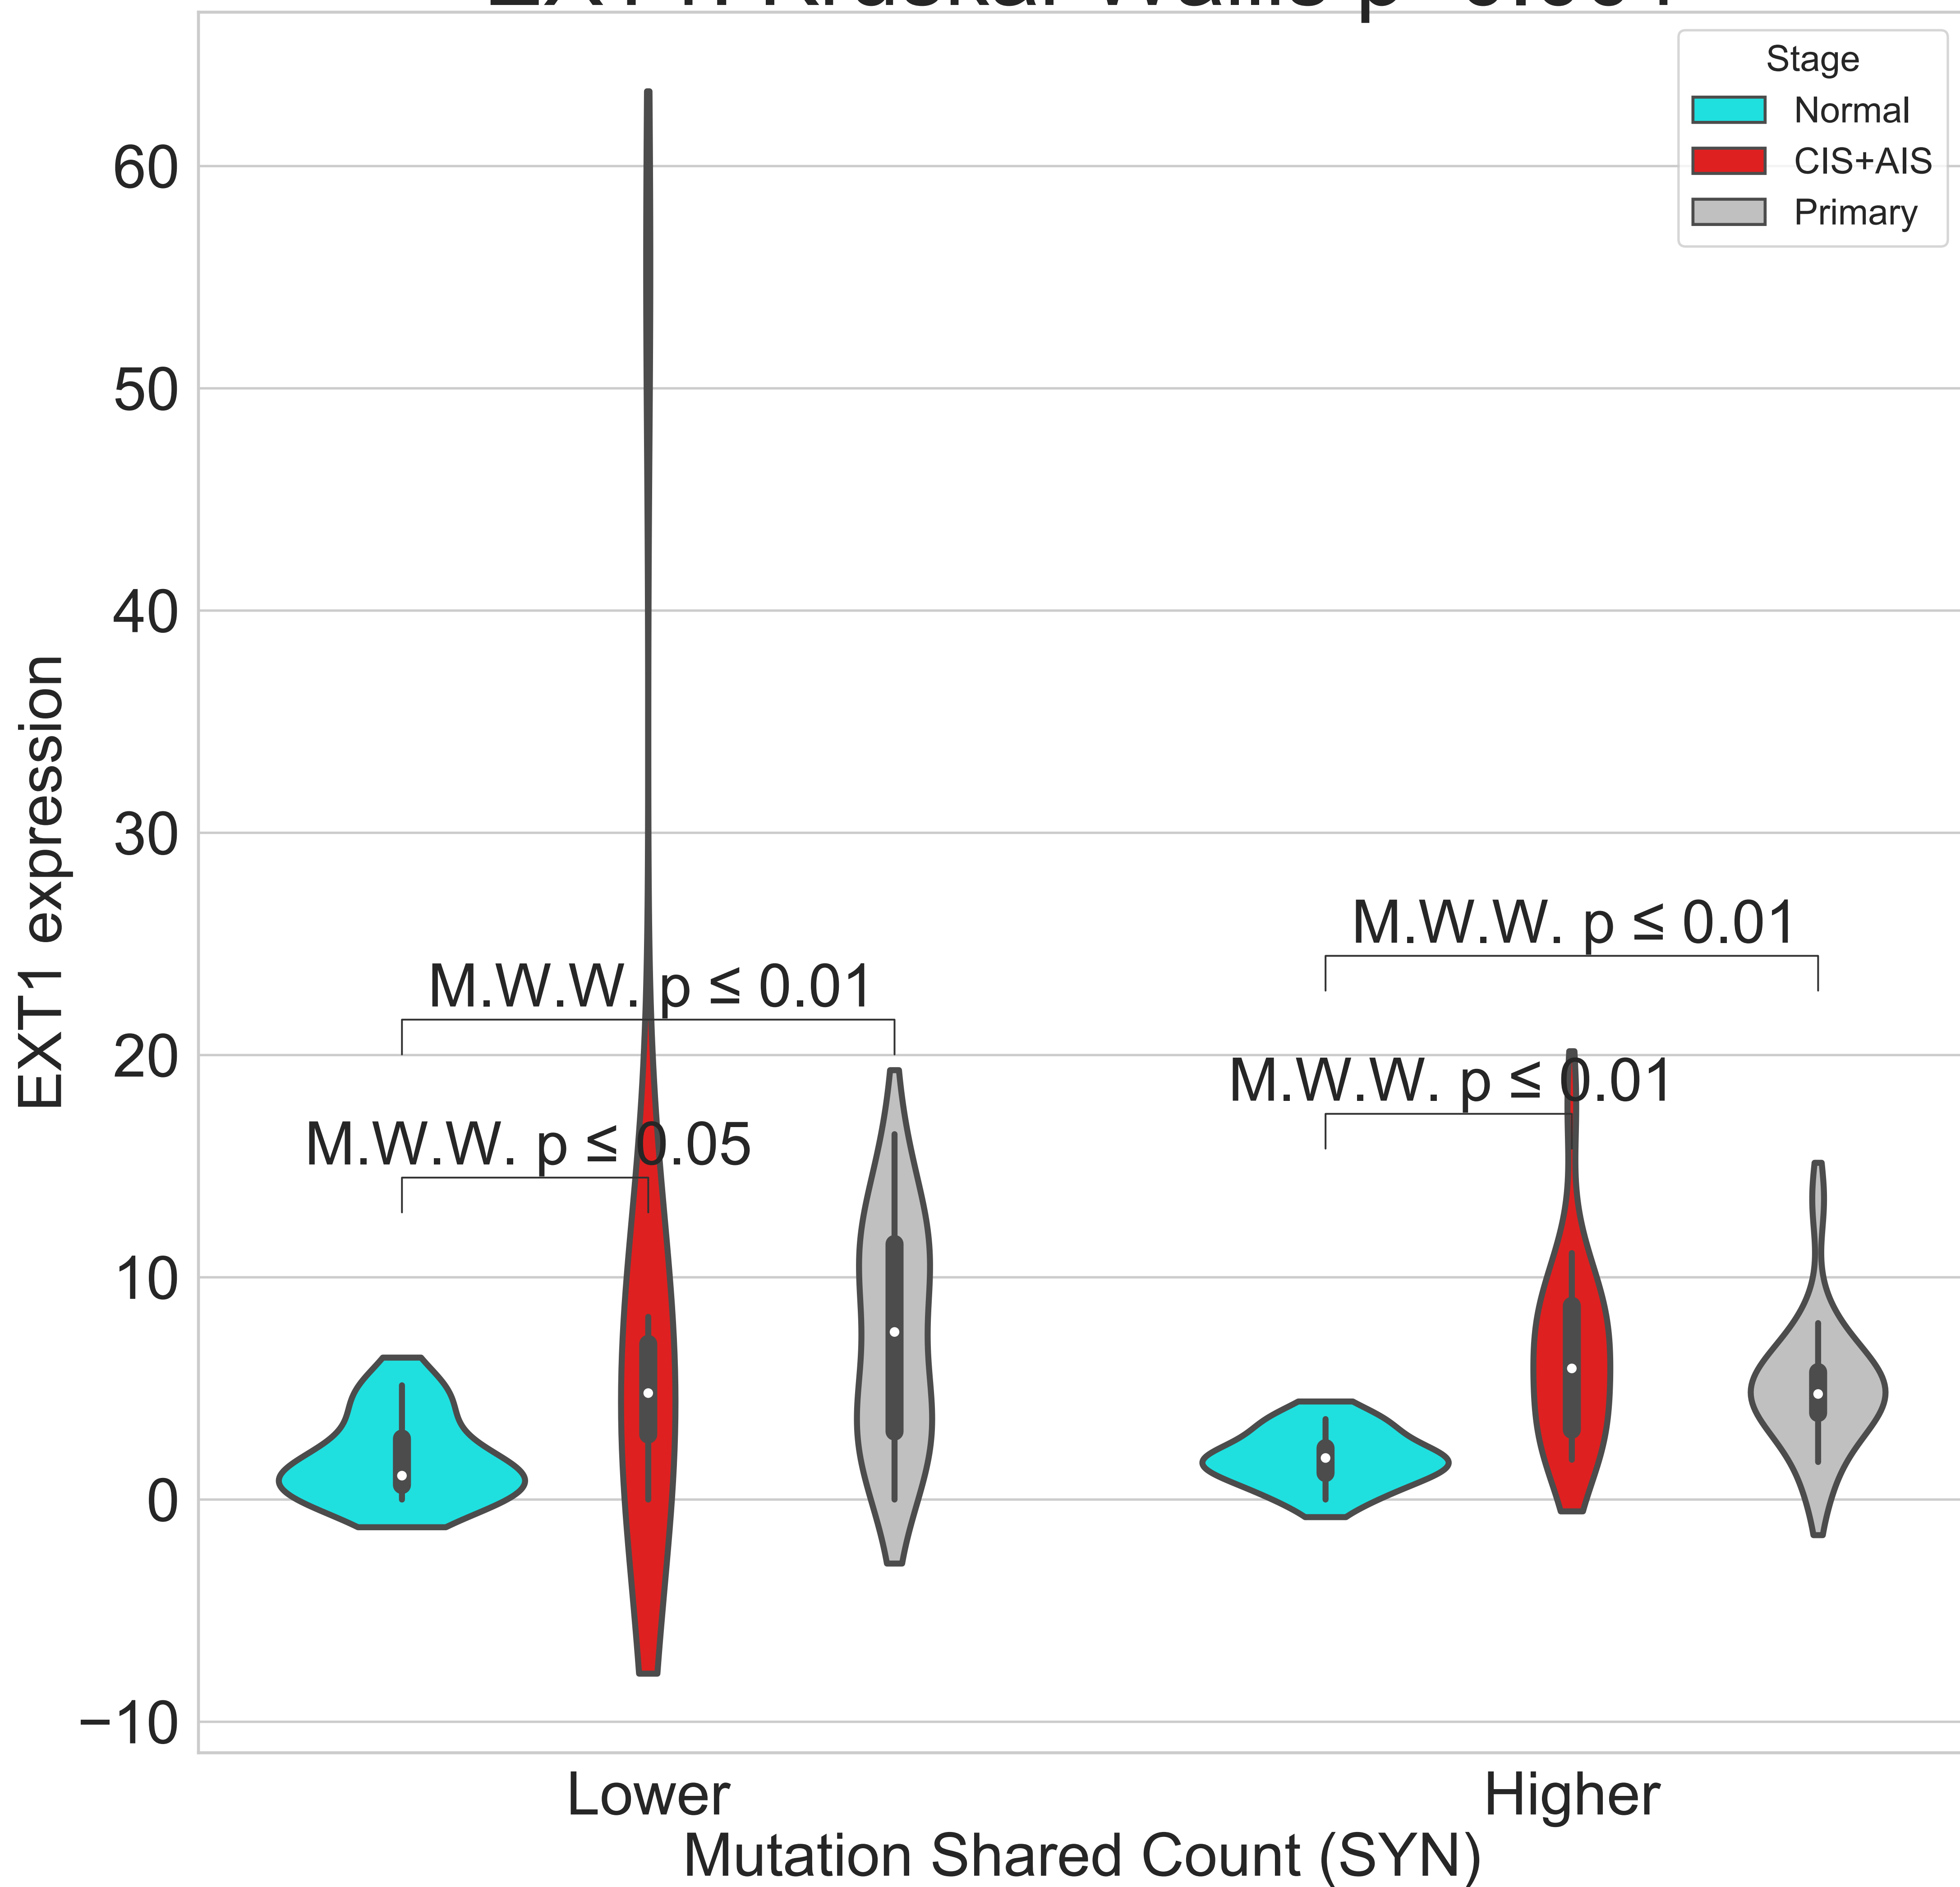 Stage
Normal
CIS+AIS
Primary
60
50
40
30
20
10
0
−10
EXT1 expression
M.W.W. p ≤ 0.01
M.W.W. p ≤ 0.05
M.W.W. p ≤ 0.01
M.W.W. p ≤ 0.01
Lower
Higher
Mutation Shared Count (SYN)